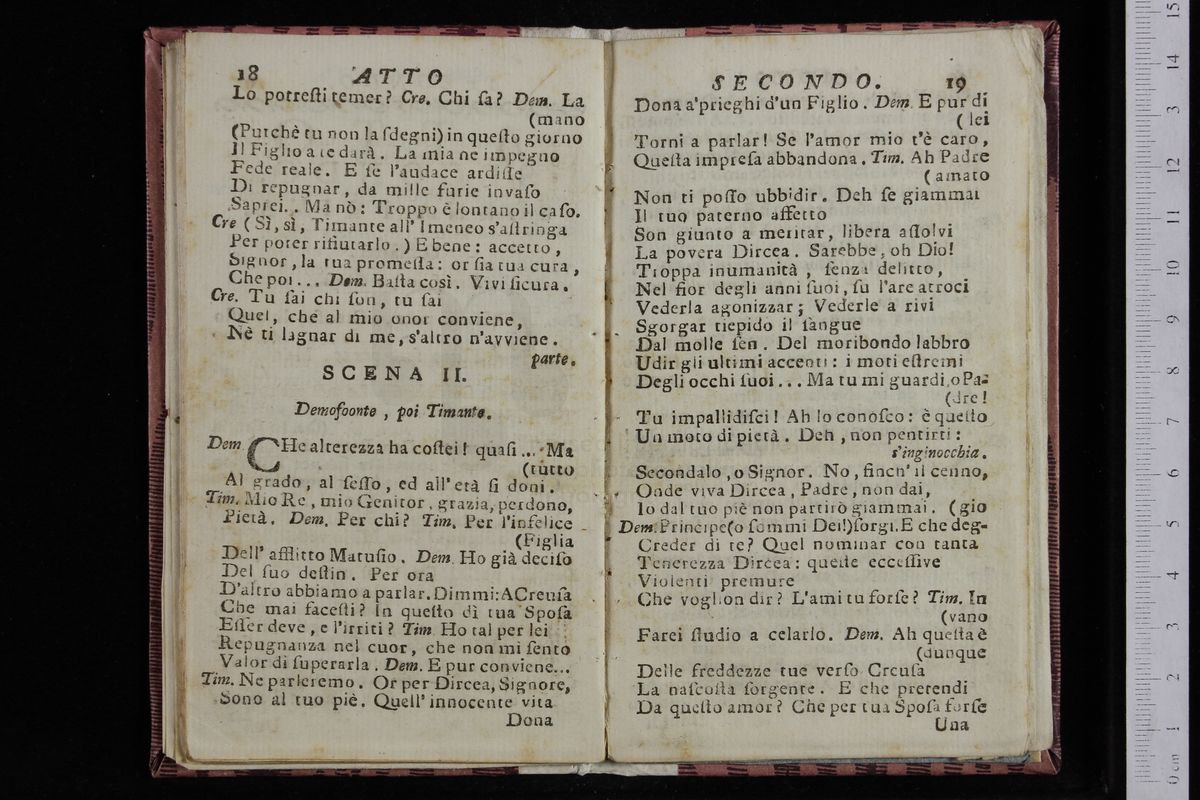 18 ATTO
Lo potreſti temer? Cre. Chi ſa? Dem. La
(mano
(Purchè tu non la ſdegni) in queſto giorno
Il Figlio a te darà. La mia ne impegno
Fede reale. E ſe l'audace ardiſſe
Di repugnar, da mille furie invaſo
Saprei.. Ma nò: Troppo è lontano il caſo.
Cre (Sì, sì, Timante all' Imeneo s'aſtringa
Per poter rifiutarlo.) E bene: accetto,
Signor, la tua promeſſa: or ſia tua cura,
Che poi... Dem. Baſta così. Vivi ſicura.
Cre. Tu ſai chi ſon, tu ſai
Quel, che al mio onor conviene,
Nè ti lagnar di me, s'altro n'avviene.
parte.
SCENA II.
Demofoonte, poi Timante.
Dem CHe alterezza ha coſtei! quaſi ... Ma
(tutto
Al grado, al ſeſſo, ed all' età ſi doni.
Tim. Mio Re, mio Genitor, grazia, perdono,
Pietà. Dem. Per chi? Tim. Per l'infelice
(Figlia
Dell' afflitto Matuſio. Dem. Ho già deciſo
Del ſuo deſtin. Per ora
D'altro abbiamo a parlar. Dimmi: A Creuſa
Che mai faceſti? In queſto dì tua Spoſa
Eſſer deve, e l'irriti? Tim. Ho tal per lei
Repugnanza nel cuor, che non mi ſento
Valor di ſuperarla. Dem. E pur conviene...
Tim. Ne parleremo. Or per Dircea, Signore,
Sono al tuo piè. Quell' innocente vita
Dona
SECONDO. 19
Dona a'prieghi d'un Figlio. Dem. E pur di
(lei
Torni a parlar! Se l'amor mio t'è caro,
Queſta impreſa abbandona. Tim. Ah Padre
(amato
Non ti poſſo ubbidir. Deh ſe giammai
Il tuo paterno affetto
Son giunto a meritar, libera aſſolvi
La povera Dircea. Sarebbe, oh Dio!
Troppa inumanità, ſenza delitto,
Nel fior degli anni ſuoi, ſu l'are atroci
Vederla agonizzar; Vederle a rivi
Sgorgar tiepido il ſangue
Dal molle ſen. Del moribondo labbro
Udir gli ultimi accenti: i moti eſtremi
Degli occhi ſuoi... Ma tu mi guardi, o Pa-
(dre!
Tu impallidiſci! Ah lo conoſco: è queſto
Un moto di pietà. Deh, non pentirti:
s'inginocchia.
Secondalo, o Signor. No, finch' il cenno,
Onde viva Dircea, Padre, non dai,
Io dal tuo piè non partirò giammai. (gio
Dem. Principe (o ſommi Dei!) ſorgi. E che deg-
Creder di te? Quel nominar con tanta
Tenerezza Dircea: queſte ecceſſive
Violenti premure
Che voglion dir? L'ami tu forſe? Tim. In
(vano
Farei ſtudio a celarlo. Dem. Ah queſta è
(dunque
Delle freddezze tue verſo Creuſa
La naſcoſta ſorgente. E che pretendi
Da queſto amor? Che per tua Spoſa forſe
Una